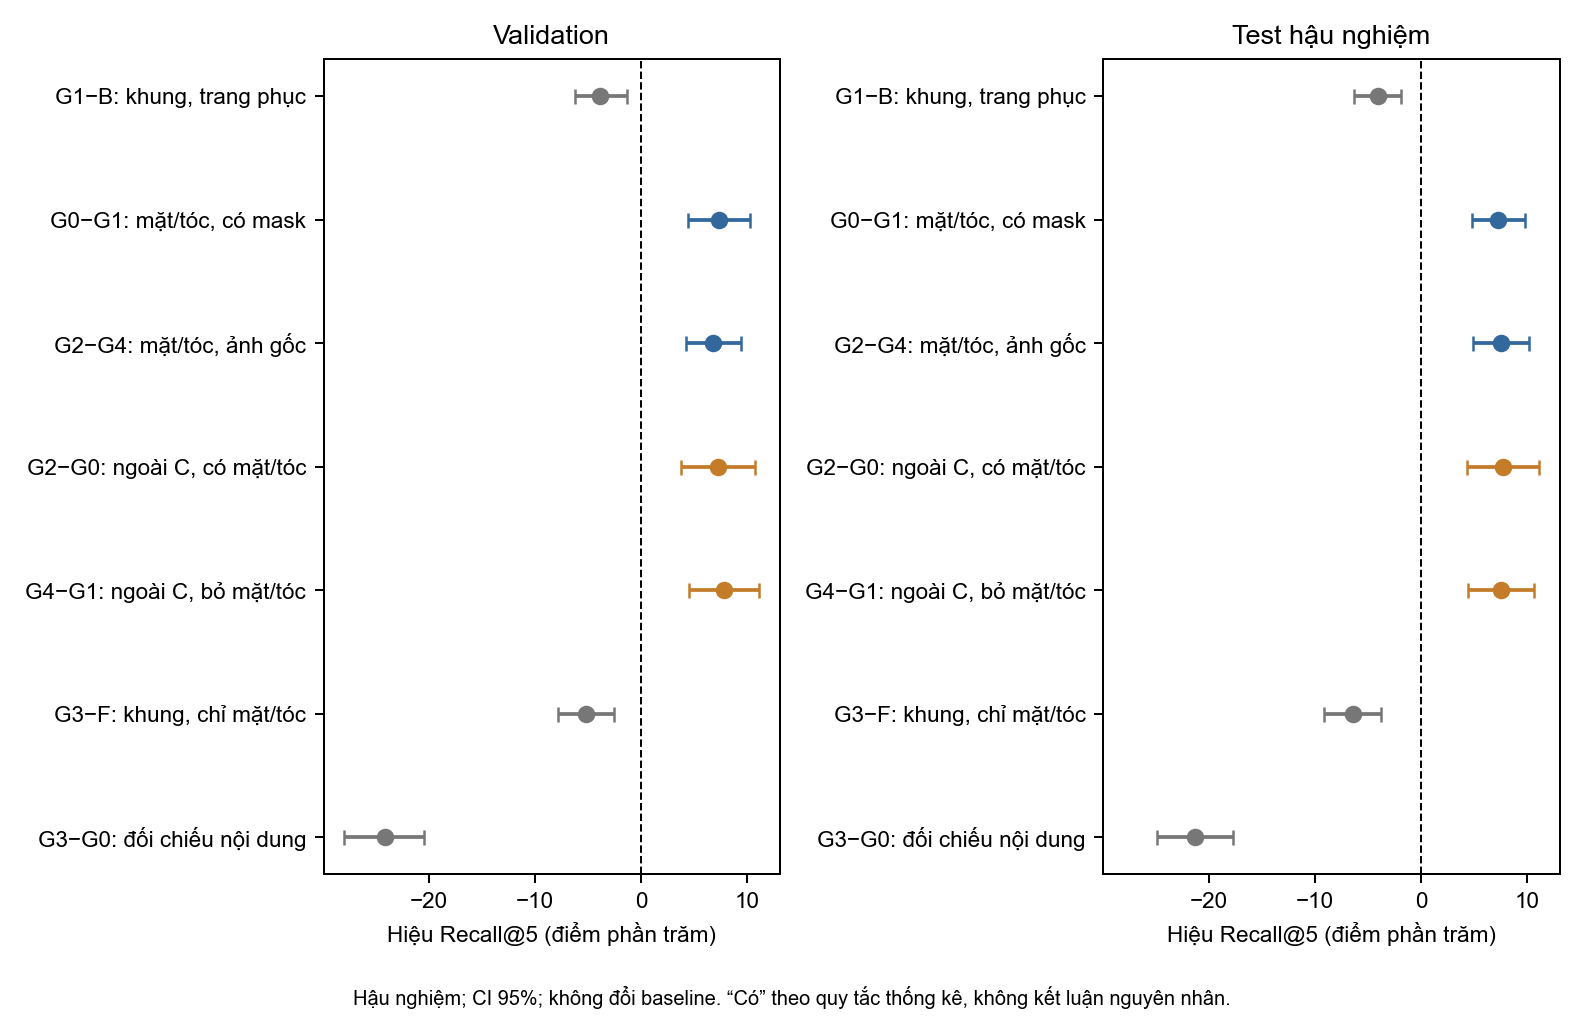 Validation
G1−B: khung, trang phục
G0−G1: mặt/tóc, có mask
G2−G4: mặt/tóc, ảnh gốc
G2−G0: ngoài C, có mặt/tóc
G4−G1: ngoài C, bỏ mặt/tóc
G3−F: khung, chỉ mặt/tóc
G3−G0: đối chiếu nội dung
−20 −10 0 10
Hiệu Recall@5 (điểm phần trăm)
Test hậu nghiệm
G1−B: khung, trang phục
G0−G1: mặt/tóc, có mask
G2−G4: mặt/tóc, ảnh gốc
G2−G0: ngoài C, có mặt/tóc
G4−G1: ngoài C, bỏ mặt/tóc
G3−F: khung, chỉ mặt/tóc
G3−G0: đối chiếu nội dung
−20 −10 0 10
Hiệu Recall@5 (điểm phần trăm)
Hậu nghiệm; CI 95%; không đổi baseline. “Có” theo quy tắc thống kê, không kết luận nguyên nhân.